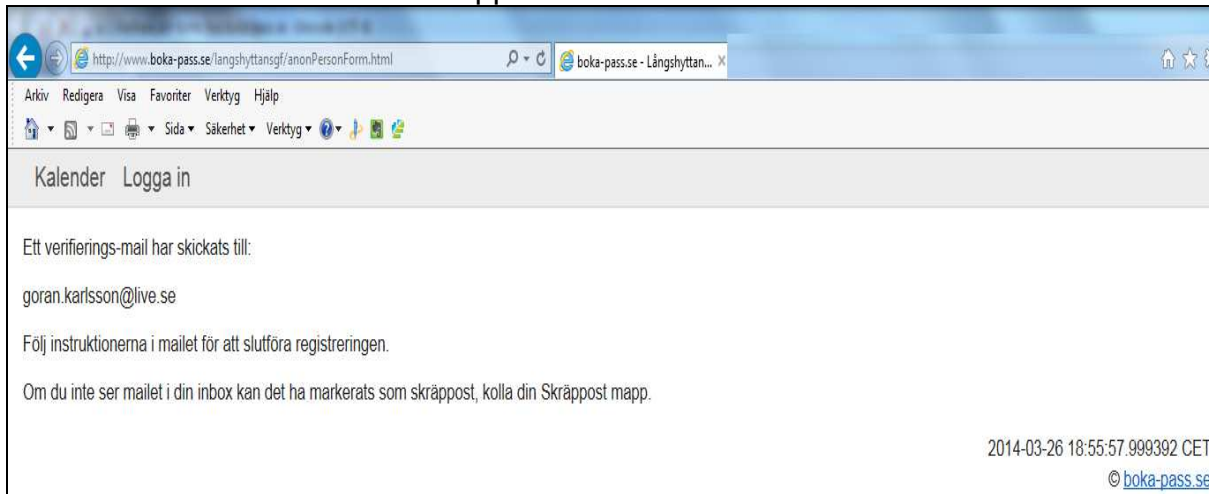 http://www.boka-pass.se/langshyttansgf/anonPersonForm.html
boka-pass.se - Långshyttan...
Arkiv Redigera Visa Favoriter Verktyg Hjälp
Sida Säkerhet Verktyg
Kalender Logga in
Ett verifierings-mail har skickats till:
goran.karlsson@live.se
Följ instruktionerna i mailet för att slutföra registreringen.
Om du inte ser mailet i din inbox kan det ha markerats som skräppost, kolla din Skräppost mapp.
2014-03-26 18:55:57.999392 CET
© boka-pass.se